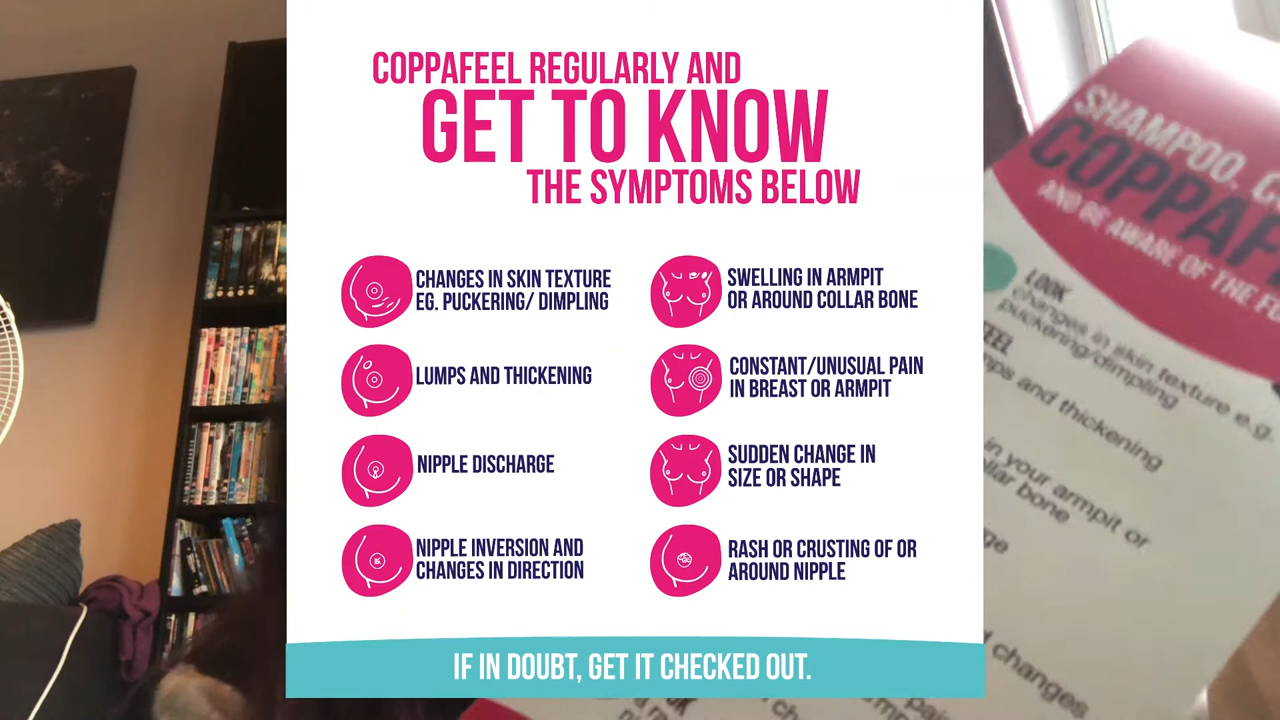 COPPAFEEL REGULARLY AND
GET TO KNOW
THE SYMPTOMS BELOW
CHANGES IN SKIN TEXTURE
EG. PUCKERING/ DIMPLING
LUMPS AND THICKENING
NIPPLE DISCHARGE
NIPPLE INVERSION AND
CHANGES IN DIRECTION
SWELLING IN ARMPIT
OR AROUND COLLAR BONE
CONSTANT/UNUSUAL PAIN
IN BREAST OR ARMPIT
SUDDEN CHANGE IN
SIZE OR SHAPE
RASH OR CRUSTING OF OR
AROUND NIPPLE
IF IN DOUBT, GET IT CHECKED OUT.
SHAMPOO,
COPPAF
AND BE AWARE OF THE
LOOK
changes in skin texture e.g.
puckering/dimpling
and thickening
in your armpit or
bone
changes